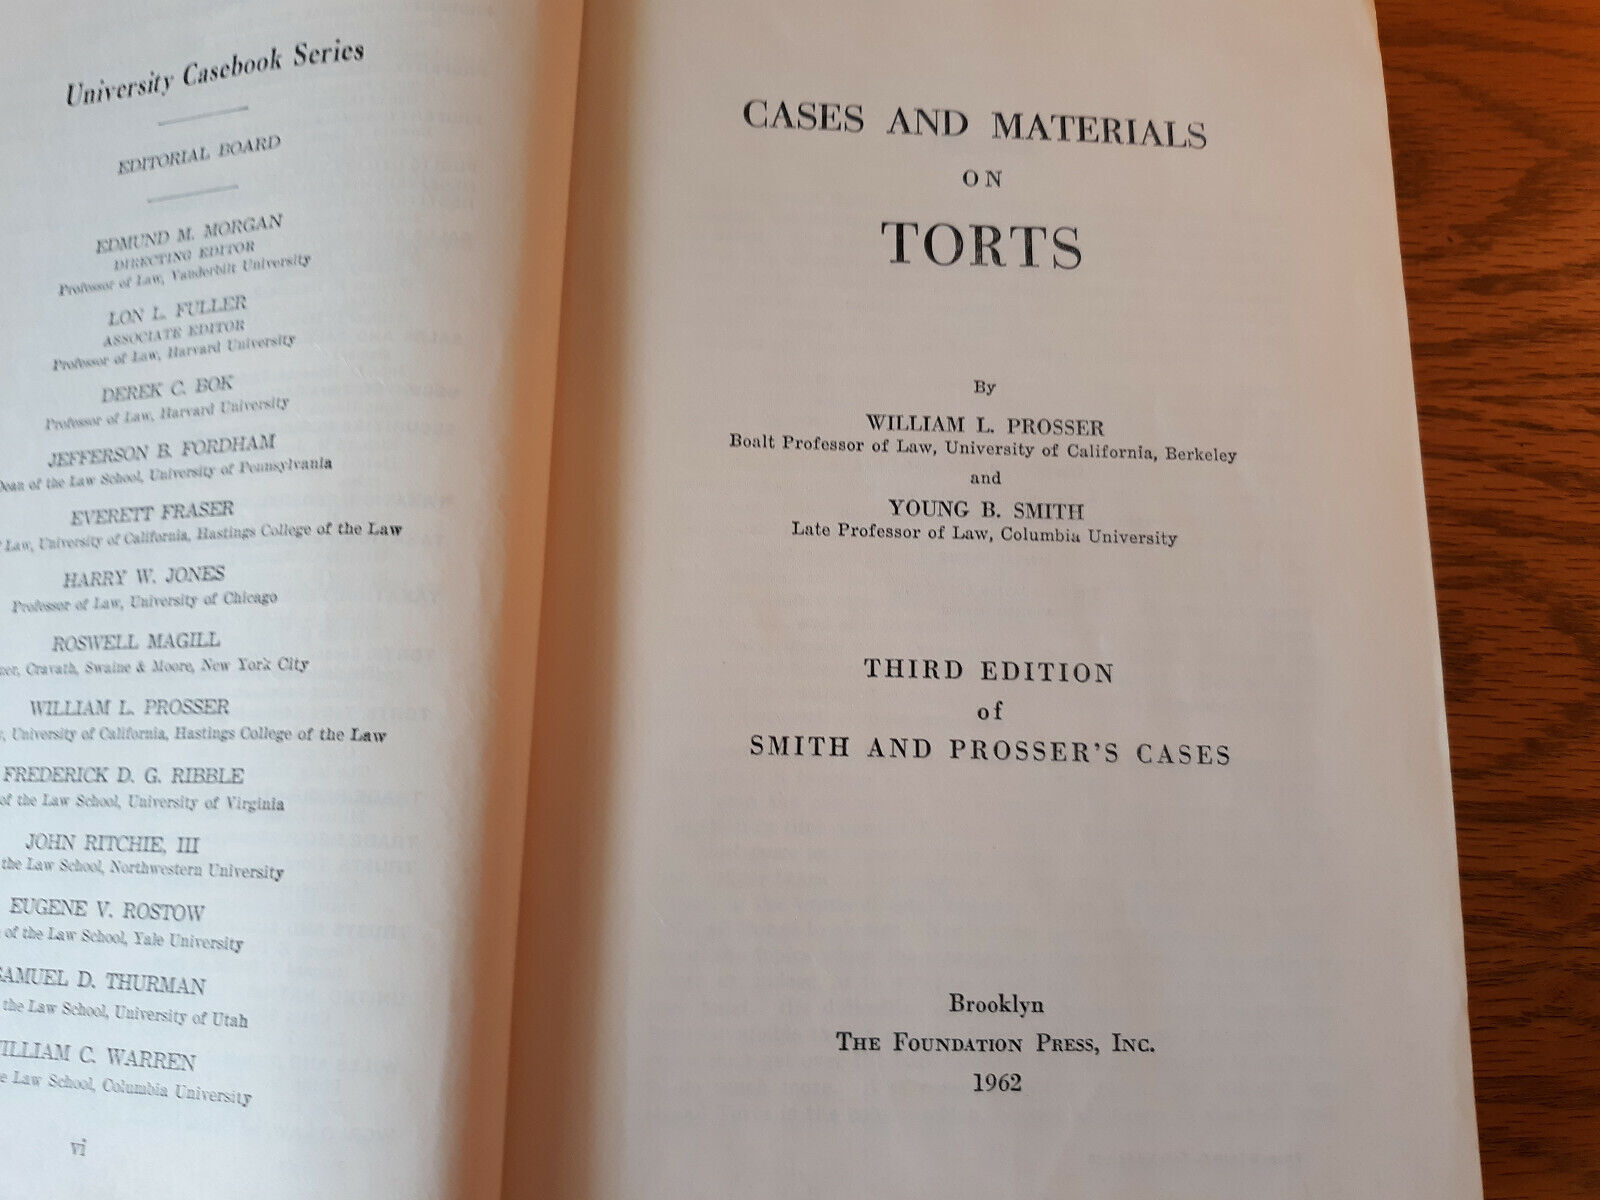 University Casebook Series
EDITORIAL BOARD
EDMUND M. MORGAN
DIRECTING EDITOR
Professor of Law, Vanderbilt University
LON L. FULLER
ASSOCIATE EDITOR
Professor of Law, Harvard University
DEREK C. BOK
Professor of Law, Harvard University
JEFFERSON B. FORDHAM
Dean of the Law School, University of Pennsylvania
EVERETT FRASER
Law, University of California, Hastings College of the Law
HARRY W. JONES
Professor of Law, University of Chicago
ROSWELL MAGILL
Cravath, Swaine & Moore, New York City
WILLIAM L. PROSSER
University of California, Hastings College of the Law
FREDERICK D. G. RIBBLE
of the Law School, University of Virginia
JOHN RITCHIE, III
the Law School, Northwestern University
EUGENE V. ROSTOW
of the Law School, Yale University
SAMUEL D. THURMAN
the Law School, University of Utah
WILLIAM C. WARREN
Law School, Columbia University
vi
CASES AND MATERIALS
ON
TORTS
By
WILLIAM L. PROSSER
Boalt Professor of Law, University of California, Berkeley
and
YOUNG B. SMITH
Late Professor of Law, Columbia University
THIRD EDITION
of
SMITH AND PROSSER'S CASES
Brooklyn
THE FOUNDATION PRESS, INC.
1962